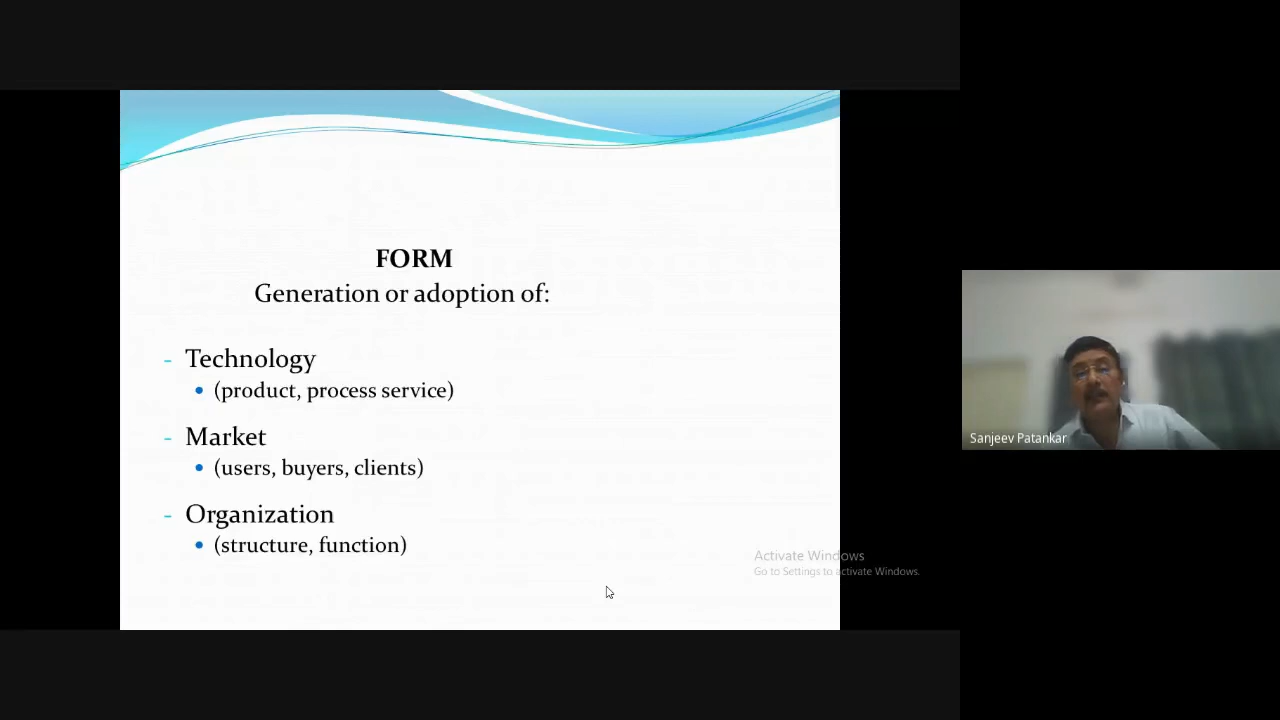 FORM
Generation or adoption of:
- Technology
• (product, process service)
- Market
• (users, buyers, clients)
- Organization
• (structure, function)
Activate Windows
Go to Settings to activate Windows.
Sanjeev Patankar